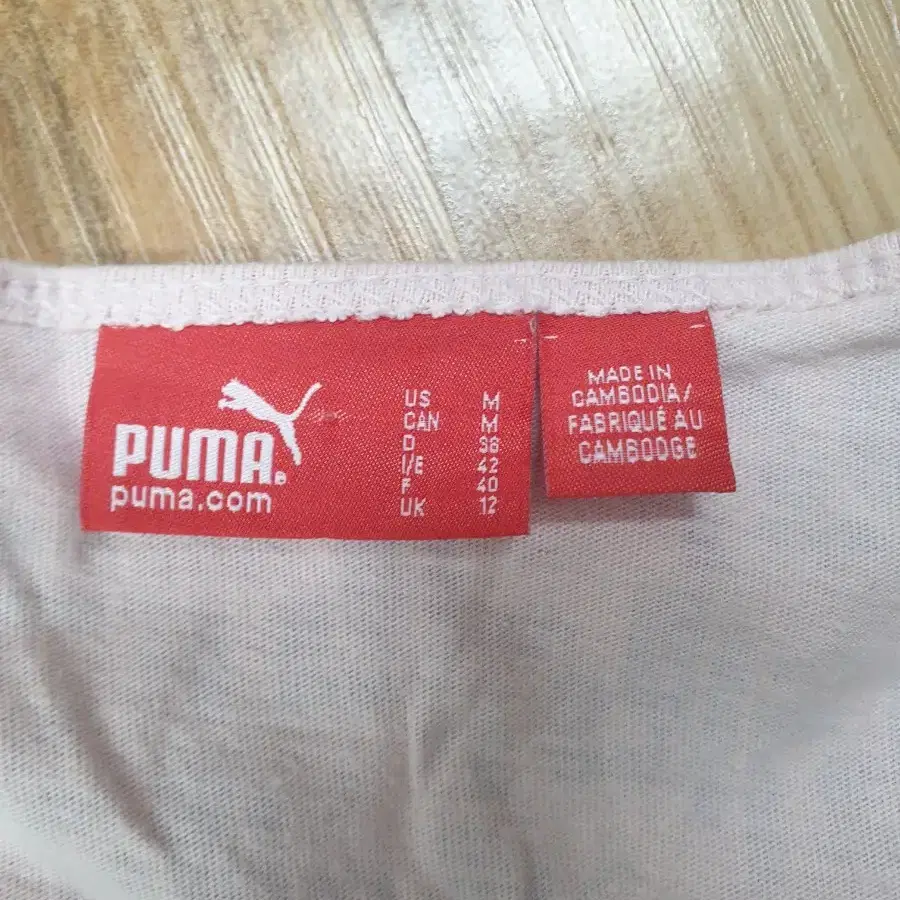 PUMA®
puma.com
US M
CAN M
D 38
I/E 42
F 40
UK 12
MADE IN
CAMBODIA/
FABRIQUÉ AU
CAMBODGE